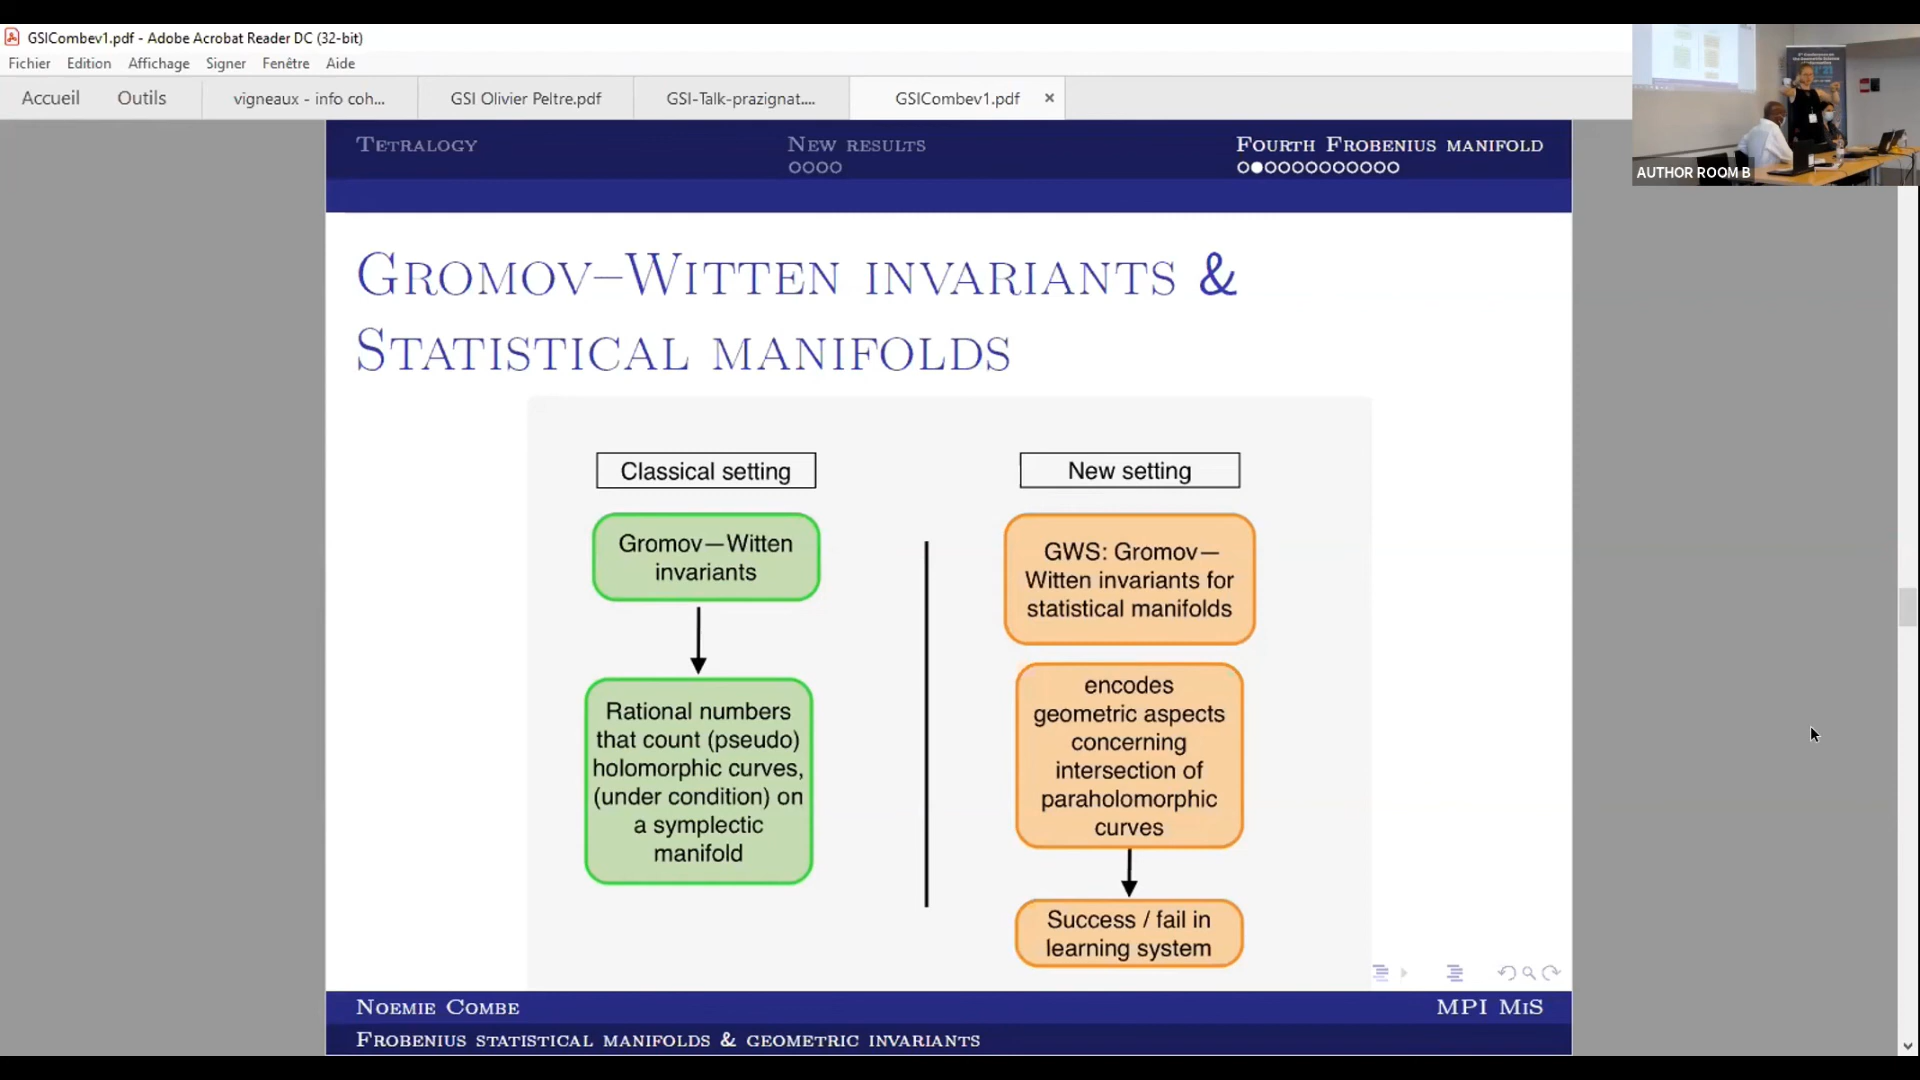 GSICombev1.pdf - Adobe Acrobat Reader DC (32-bit)
Fichier Edition Affichage Signer Fenêtre Aide
Accueil Outils vigneaux - info coh... GSI Olivier Peltre.pdf GSI-Talk-prazignat.... GSICombev1.pdf
AUTHOR ROOM B
Tetralogy New results Fourth Frobenius manifold
Gromov–Witten invariants &
Statistical manifolds
Classical setting
Gromov—Witten
invariants
Rational numbers
that count (pseudo)
holomorphic curves,
(under condition) on
a symplectic
manifold
New setting
GWS: Gromov—
Witten invariants for
statistical manifolds
encodes
geometric aspects
concerning
intersection of
paraholomorphic
curves
Success / fail in
learning system
Noemie Combe MPI MiS
Frobenius statistical manifolds & geometric invariants